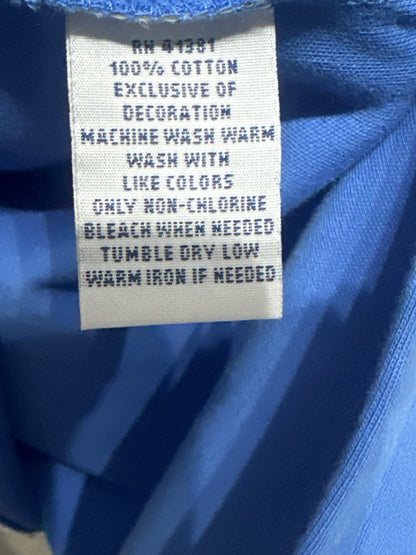 RN 41381
100% COTTON
EXCLUSIVE OF
DECORATION
MACHINE WASH WARM
WASH WITH
LIKE COLORS
ONLY NON-CHLORINE
BLEACH WHEN NEEDED
TUMBLE DRY LOW
WARM IRON IF NEEDED